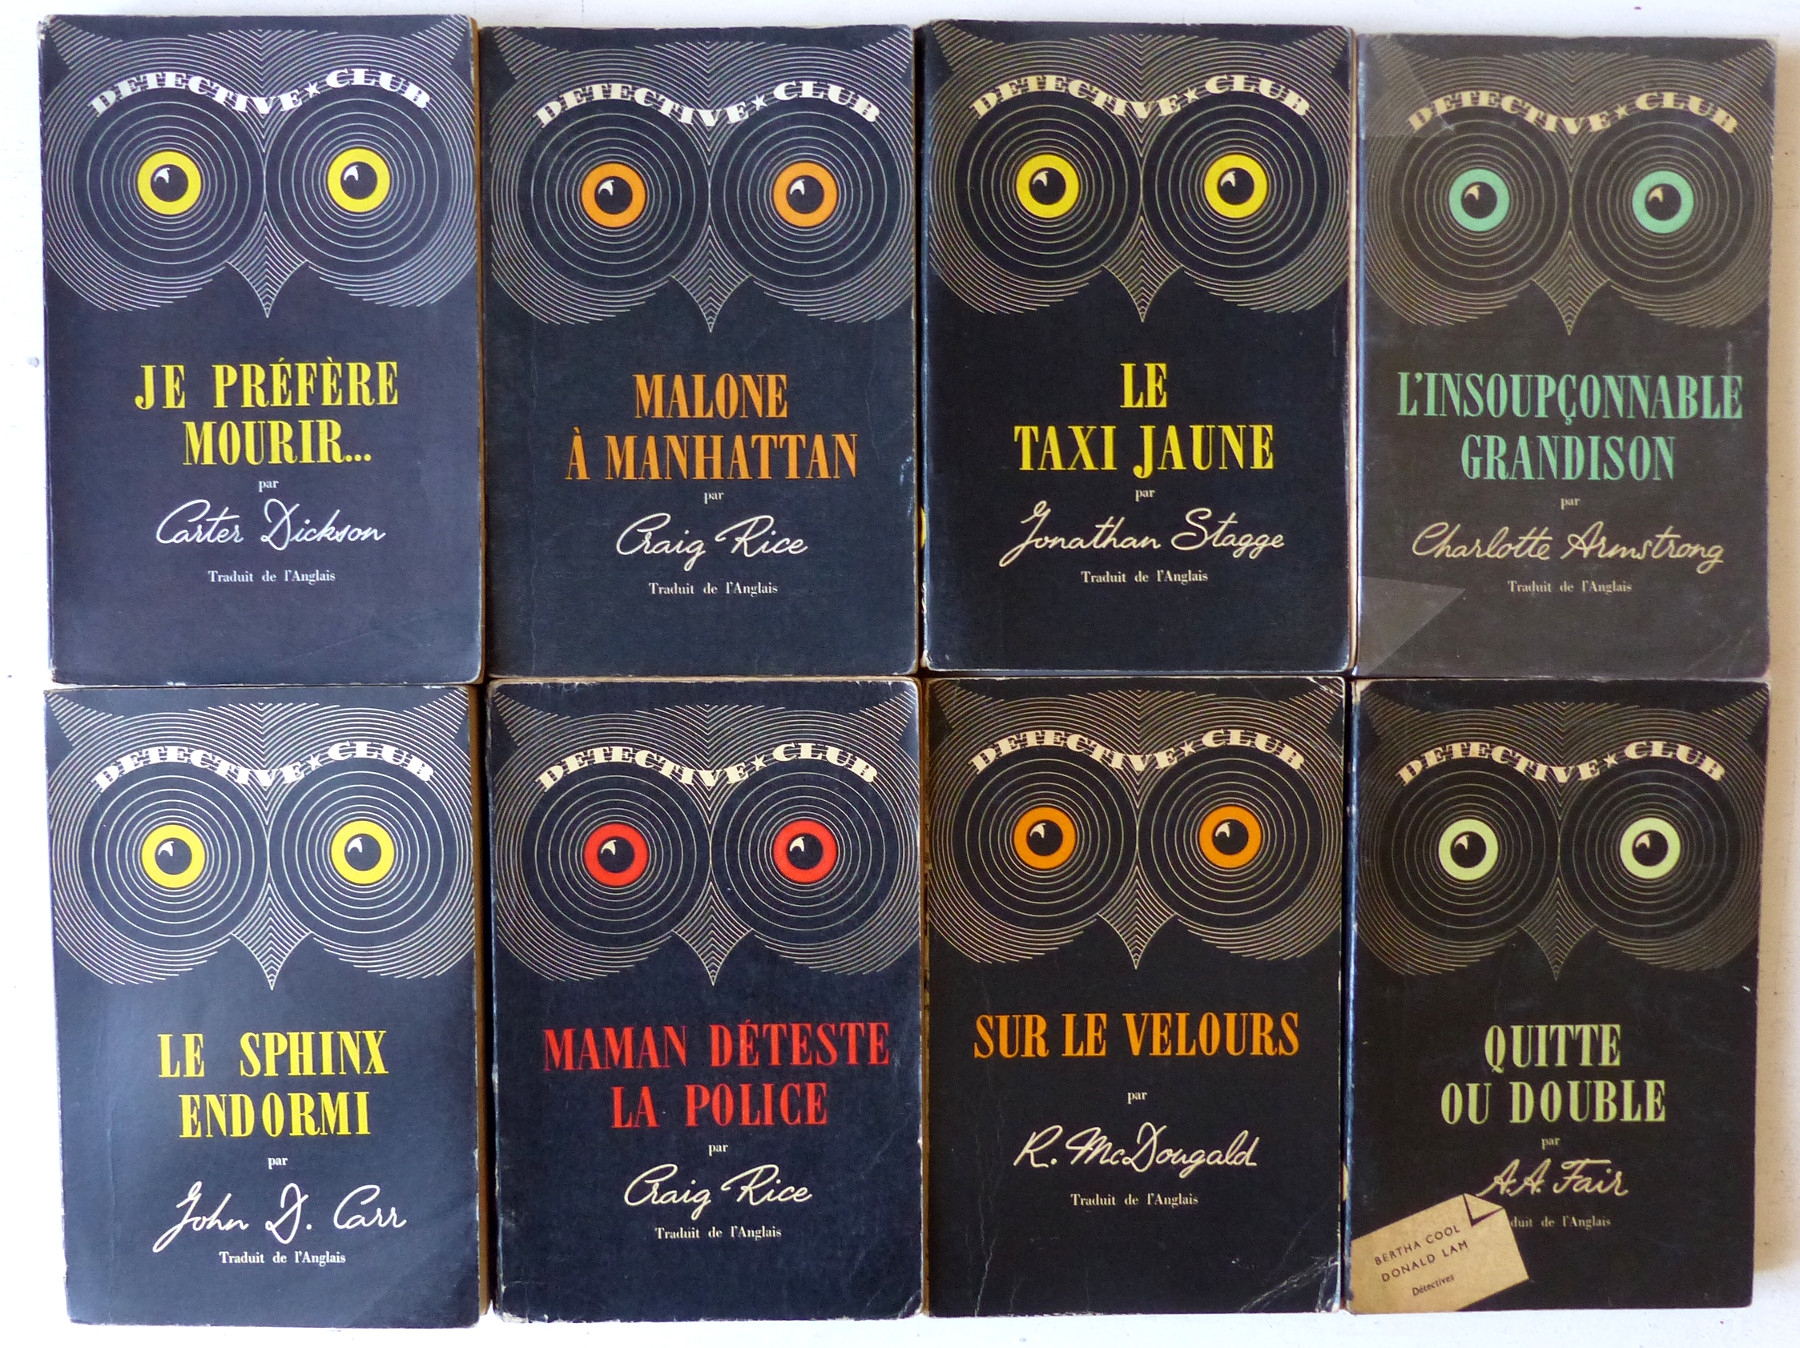 DETECTIVE★CLUB
JE PRÉFÈRE
MOURIR...
par
Carter Dickson
Traduit de l'Anglais
DETECTIVE★CLUB
MALONE
À MANHATTAN
par
Craig Rice
Traduit de l'Anglais
DETECTIVE★CLUB
LE
TAXI JAUNE
par
Jonathan Stagge
Traduit de l'Anglais
DETECTIVE★CLUB
L'INSOUPÇONNABLE
GRANDISON
par
Charlotte Armstrong
Traduit de l'Anglais
DETECTIVE★CLUB
LE SPHINX
ENDORMI
par
John D. Carr
Traduit de l'Anglais
DETECTIVE★CLUB
MAMAN DÉTESTE
LA POLICE
par
Craig Rice
Traduit de l'Anglais
DETECTIVE★CLUB
SUR LE VELOURS
par
R. McDougald
Traduit de l'Anglais
DETECTIVE★CLUB
QUITTE
OU DOUBLE
par
A.A. Fair
duit de l'Anglais
BERTHA COOL
DONALD LAM
Détectives